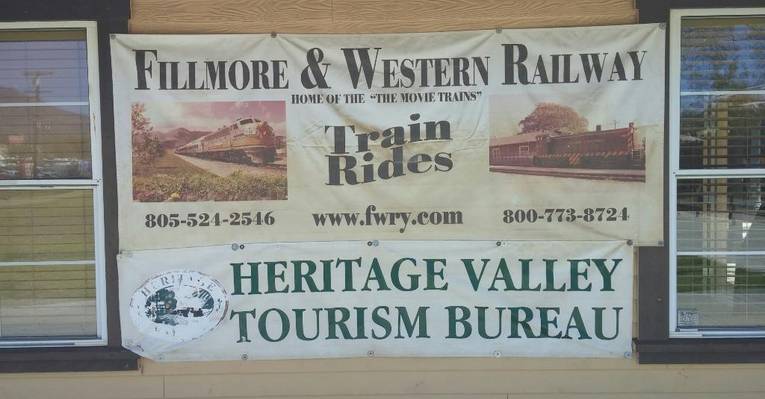 FILLMORE & WESTERN RAILWAY
HOME OF THE "THE MOVIE TRAINS"
Train
Rides
805-524-2546 www.fwry.com 800-773-8724
HERITAGE
HERITAGE VALLEY
TOURISM BUREAU